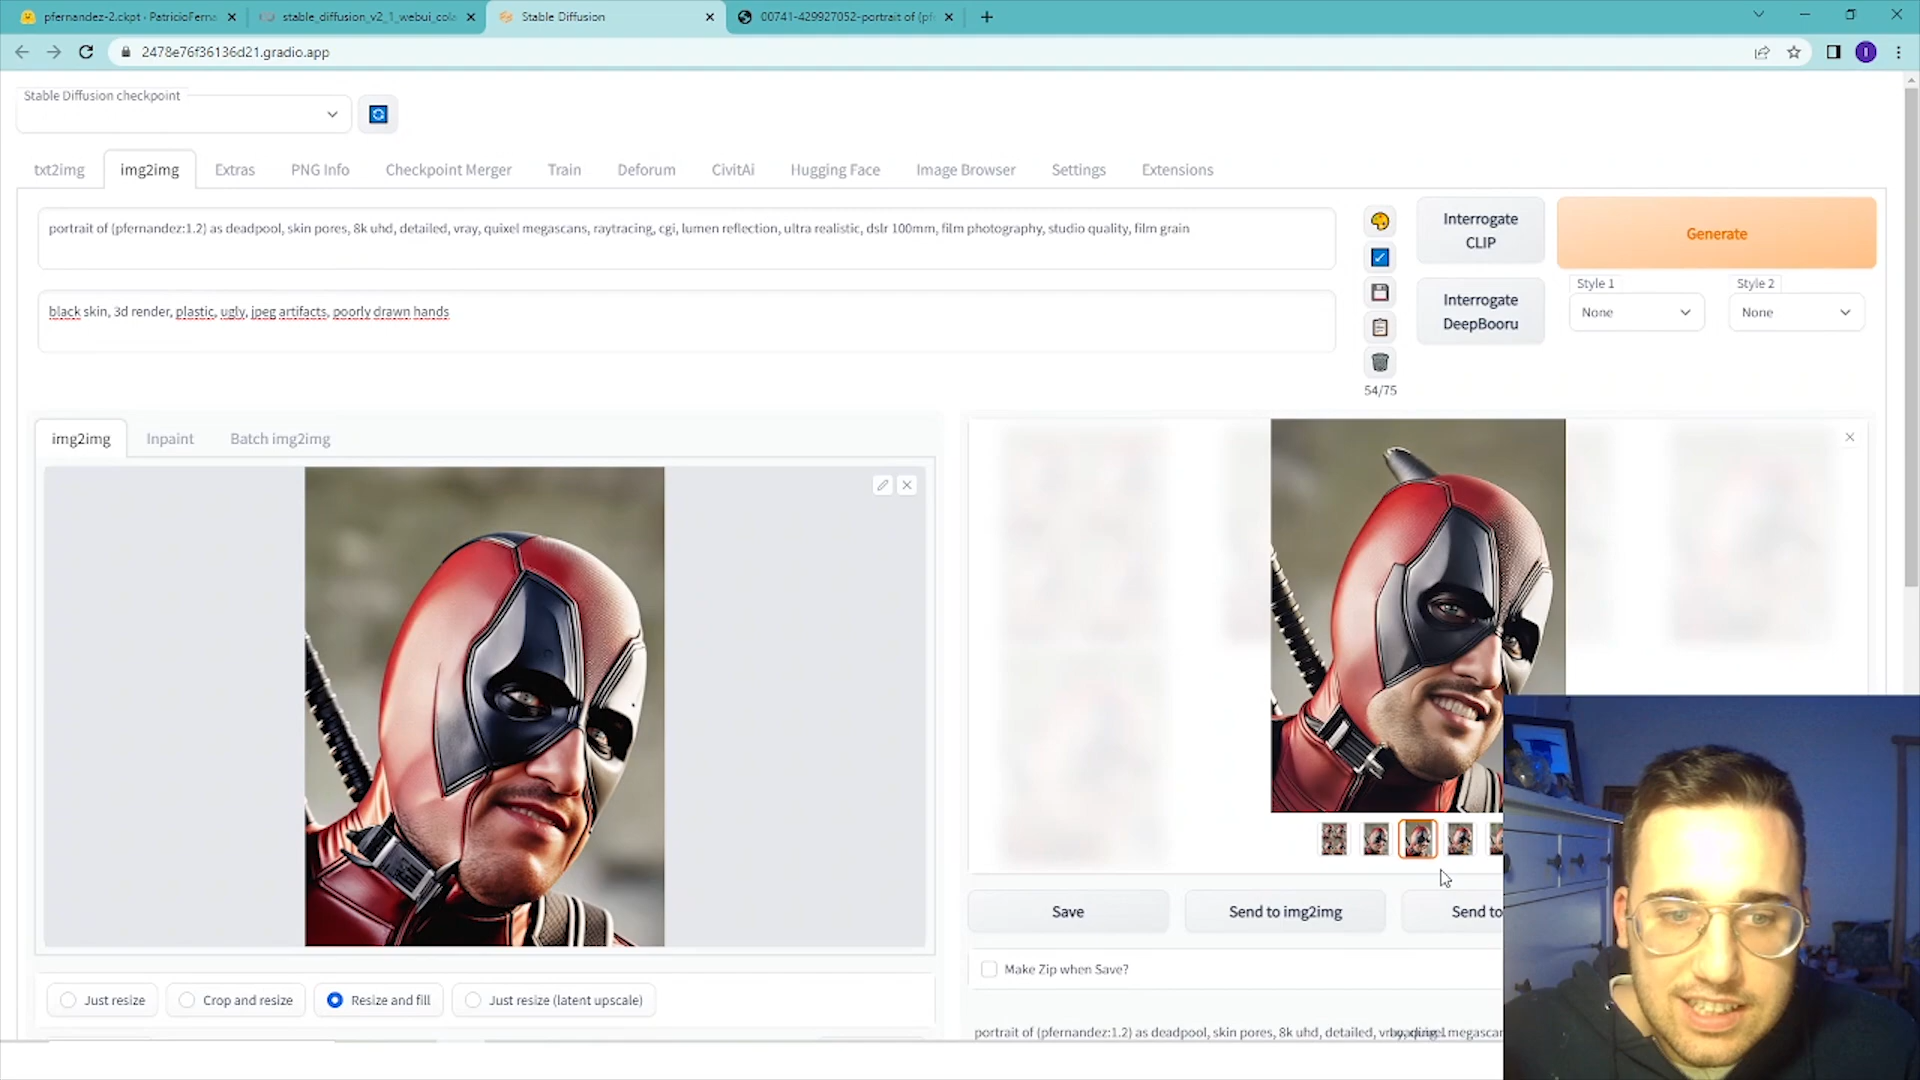 pfernandez-2.ckpt · PatricioFerna
stable_diffusion_v2_1_webui_cola
Stable Diffusion
00741-429927052-portrait of (pf
2478e76f36136d21.gradio.app
Stable Diffusion checkpoint
txt2img
img2img
Extras
PNG Info
Checkpoint Merger
Train
Deforum
CivitAi
Hugging Face
Image Browser
Settings
Extensions
portrait of (pfernandez:1.2) as deadpool, skin pores, 8k uhd, detailed, vray, quixel megascans, raytracing, cgi, lumen reflection, ultra realistic, dslr 100mm, film photography, studio quality, film grain
black skin, 3d render, plastic, ugly, jpeg artifacts, poorly drawn hands
54/75
Interrogate
CLIP
Interrogate
DeepBooru
Generate
Style 1
None
Style 2
None
img2img
Inpaint
Batch img2img
Save
Send to img2img
Send to
Make Zip when Save?
Just resize
Crop and resize
Resize and fill
Just resize (latent upscale)
portrait of (pfernandez:1.2) as deadpool, skin pores, 8k uhd, detailed, megascan